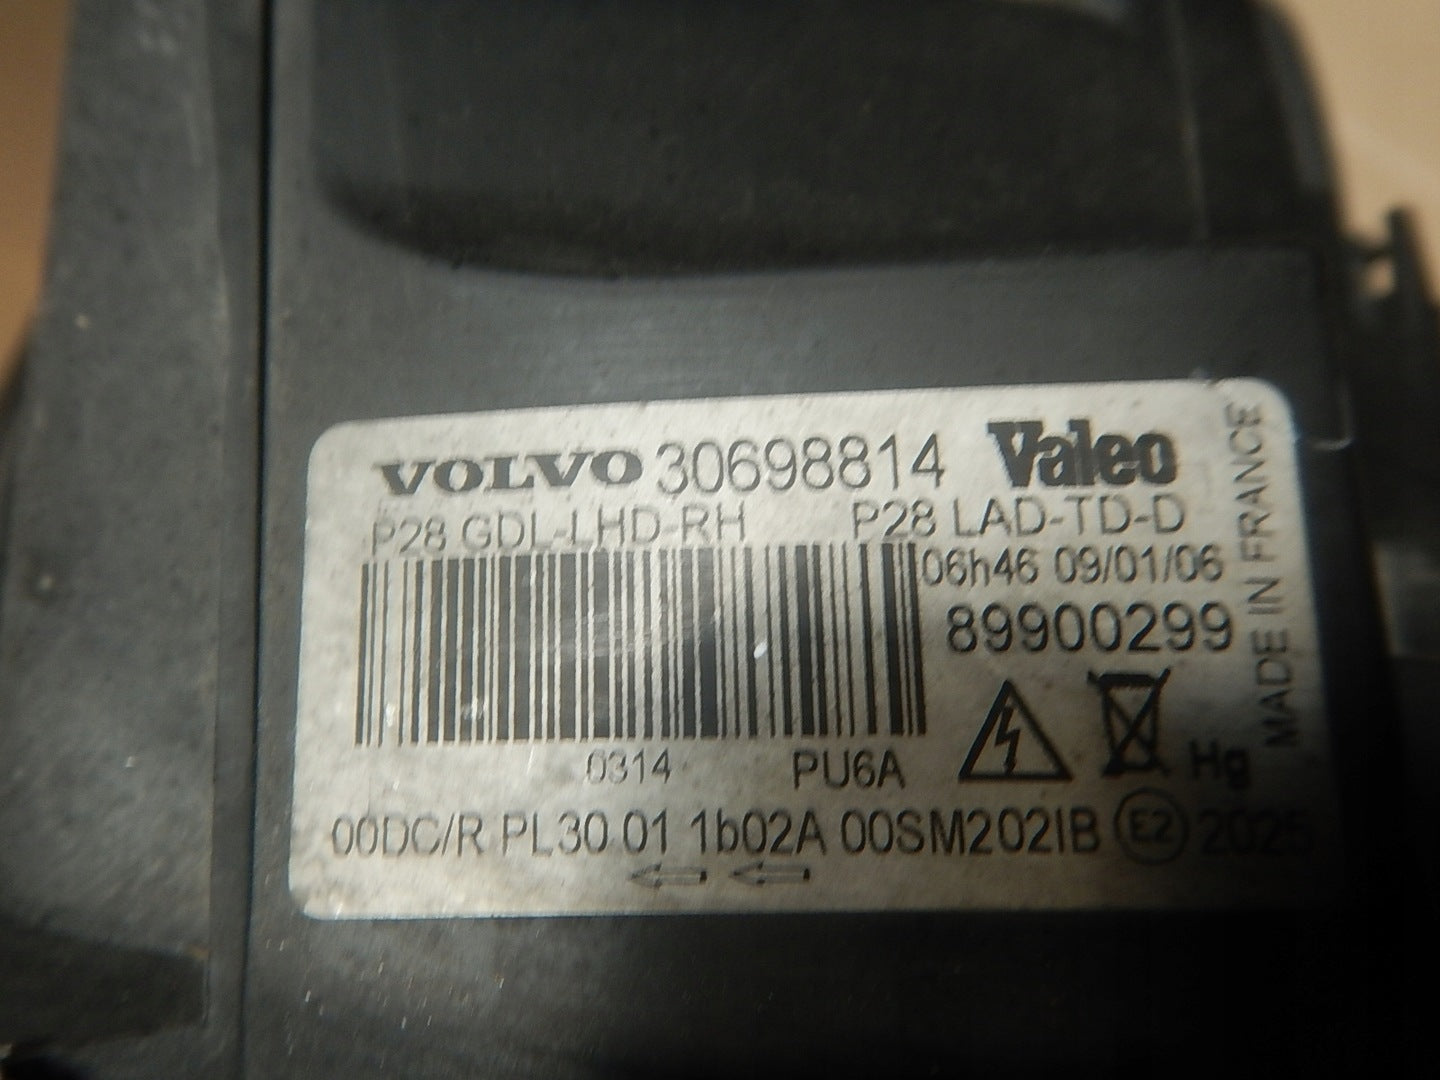 VOLVO 30698814 Valeo
P28 GDL-LHD-RH P28 LAD-TD-D
06h46 09/01/06
89900299
MADE IN FRANCE
Hg
0314 PU6A
00DC/R PL30 01 1b02A 00SM202IB E2 2025